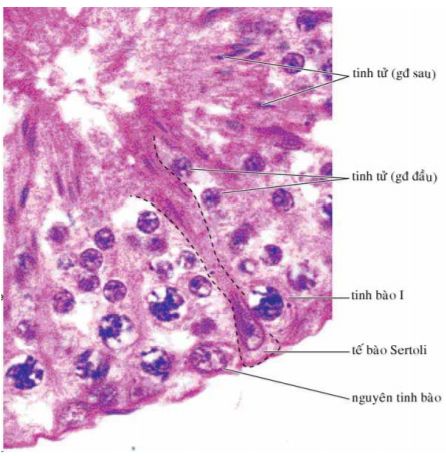 tinh tử (gđ sau)
tinh tử (gđ đầu)
tinh bào I
tế bào Sertoli
nguyên tinh bào